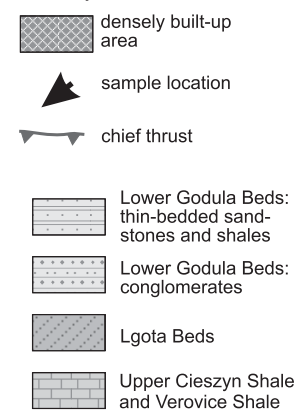 densely built-up
area
sample location
chief thrust
Lower Godula Beds:
thin-bedded sand-
stones and shales
Lower Godula Beds:
conglomerates
Lgota Beds
Upper Cieszyn Shale
and Verovice Shale